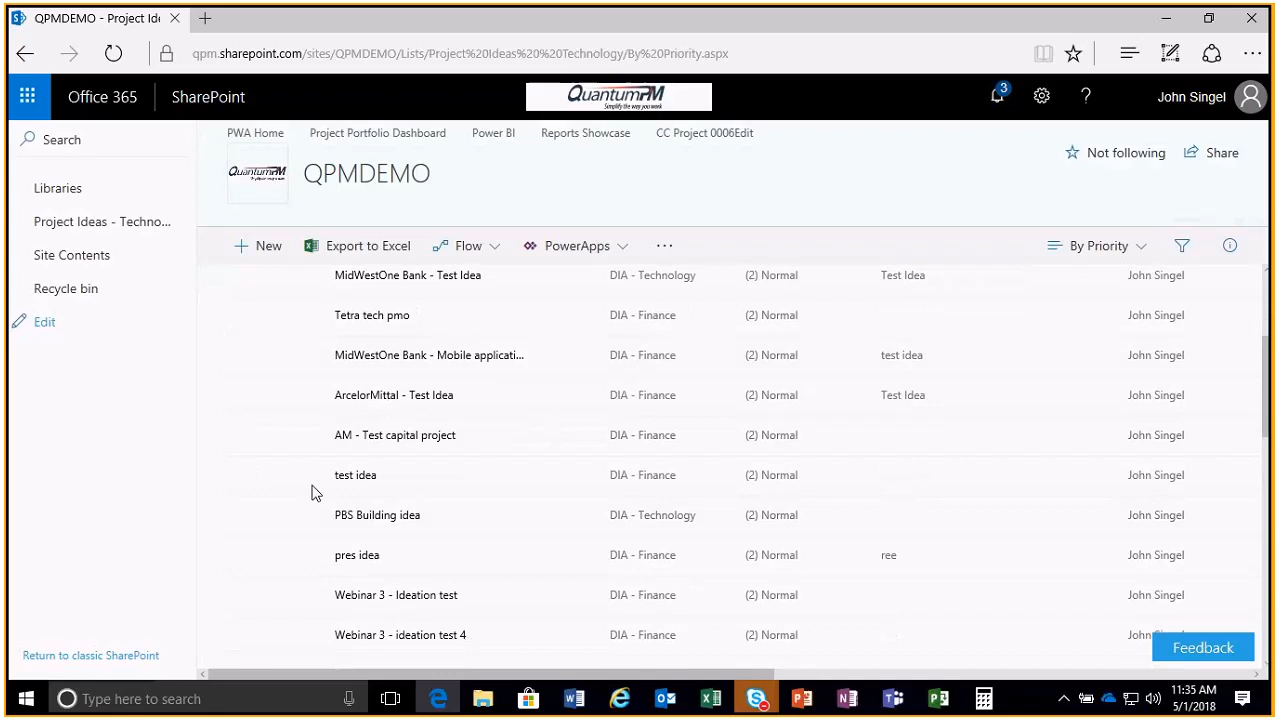 QPMDEMO - Project Ide
qpm.sharepoint.com/sites/QPMDEMO/Lists/Project%20Ideas%20%20Technology/By%20Priority.aspx
Office 365 SharePoint QuantumPM 3 ? John Singel
Simplify the way you work
Search
PWA Home Project Portfolio Dashboard Power BI Reports Showcase CC Project 0006Edit
QuantumPM QPMDEMO Not following Share
Libraries
Project Ideas - Techno...
Site Contents
Recycle bin
Edit
New Export to Excel Flow PowerApps ... By Priority
MidWestOne Bank - Test Idea DIA - Technology (2) Normal Test Idea John Singel
Tetra tech pmo DIA - Finance (2) Normal John Singel
MidWestOne Bank - Mobile applicati... DIA - Finance (2) Normal test idea John Singel
ArcelorMittal - Test Idea DIA - Finance (2) Normal Test Idea John Singel
AM - Test capital project DIA - Finance (2) Normal John Singel
test idea DIA - Finance (2) Normal John Singel
PBS Building idea DIA - Technology (2) Normal John Singel
pres idea DIA - Finance (2) Normal ree John Singel
Webinar 3 - Ideation test DIA - Finance (2) Normal John Singel
Webinar 3 - ideation test 4 DIA - Finance (2) Normal
Feedback
Return to classic SharePoint
Type here to search
11:35 AM
5/1/2018